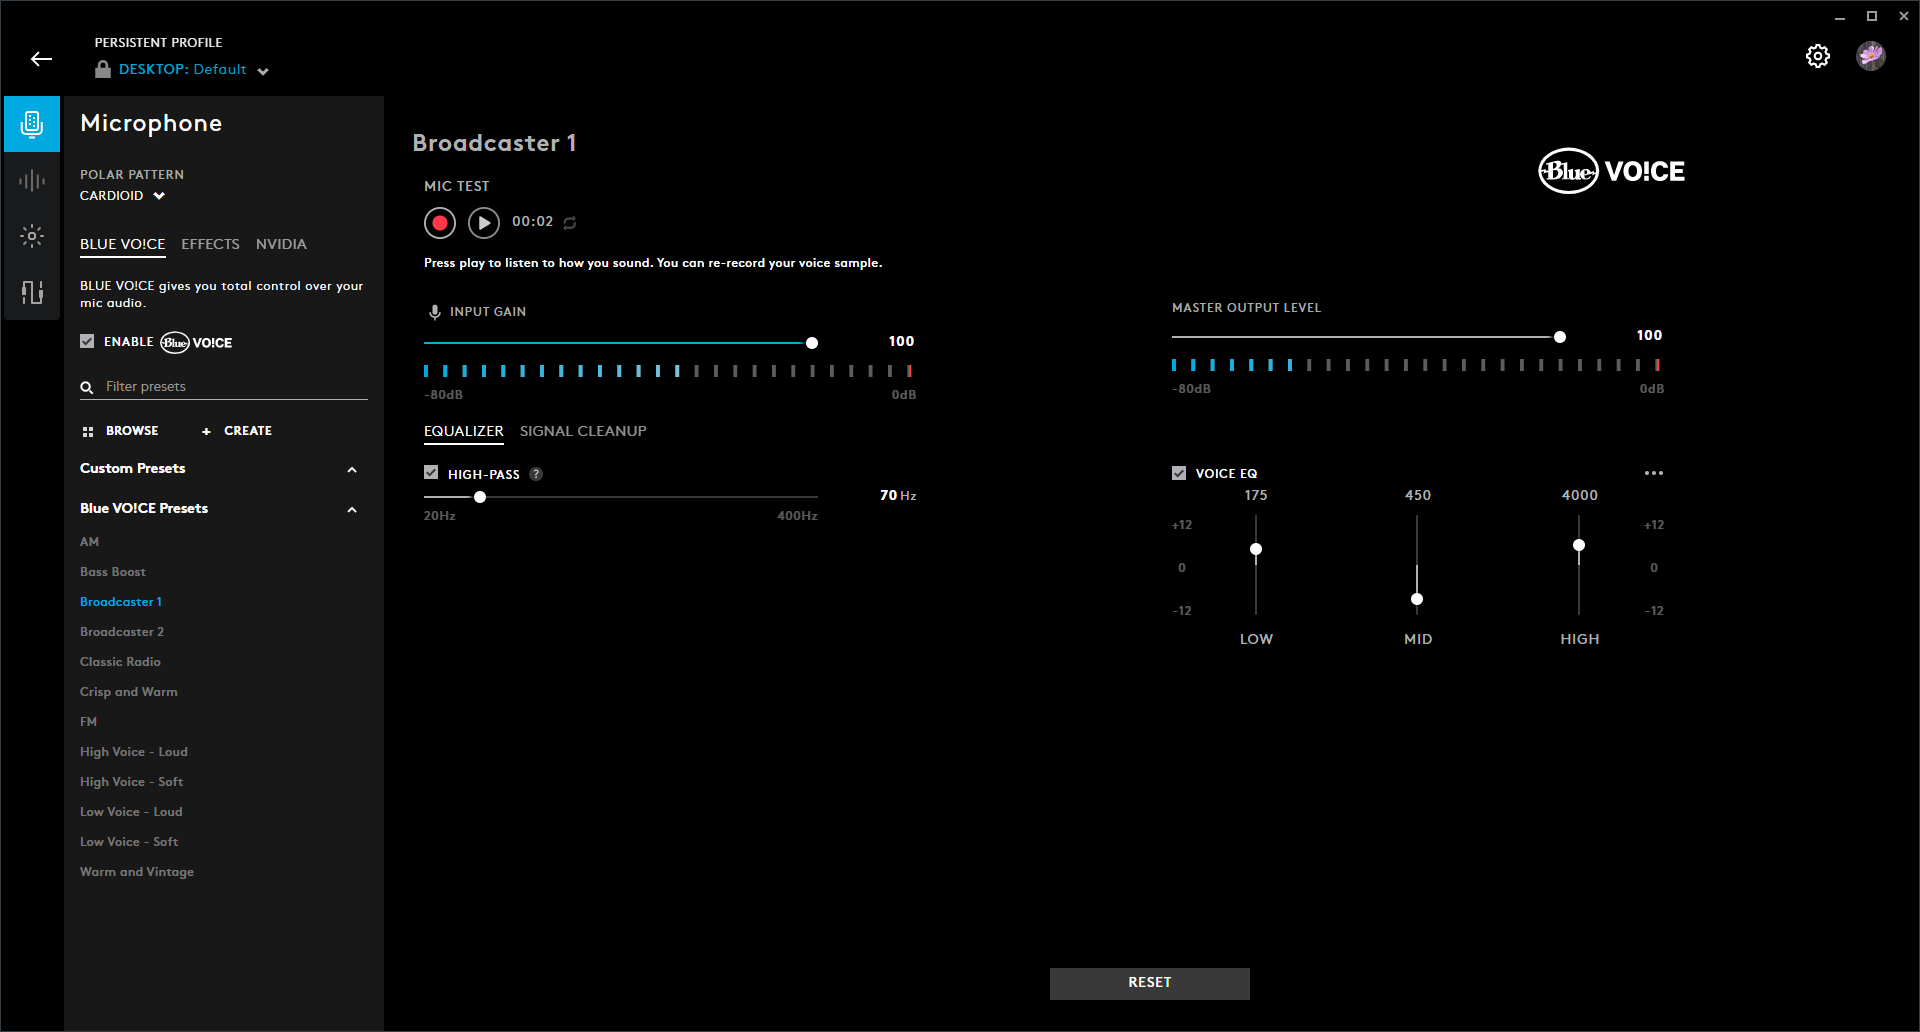 PERSISTENT PROFILE
DESKTOP: Default
Microphone
POLAR PATTERN
CARDIOID
BLUE VO!CE EFFECTS NVIDIA
BLUE VO!CE gives you total control over your
mic audio.
ENABLE Blue VO!CE
Filter presets
BROWSE + CREATE
Custom Presets
Blue VO!CE Presets
AM
Bass Boost
Broadcaster 1
Broadcaster 2
Classic Radio
Crisp and Warm
FM
High Voice - Loud
High Voice - Soft
Low Voice - Loud
Low Voice - Soft
Warm and Vintage
Broadcaster 1
Blue VO!CE
MIC TEST
00:02
Press play to listen to how you sound. You can re-record your voice sample.
INPUT GAIN
100
-80dB 0dB
MASTER OUTPUT LEVEL
100
-80dB 0dB
EQUALIZER SIGNAL CLEANUP
HIGH-PASS ?
70 Hz
20Hz 400Hz
VOICE EQ
175 450 4000
+12 +12
0 0
-12 -12
LOW MID HIGH
RESET